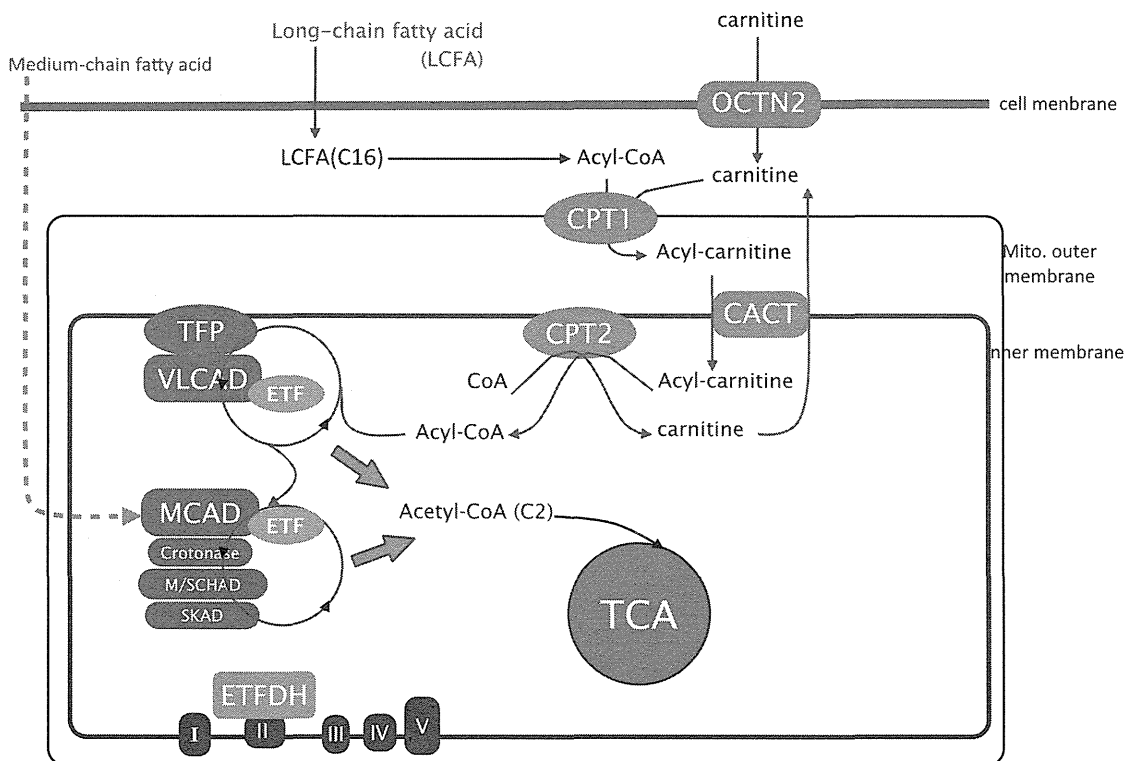 carnitine
Long-chain fatty acid
(LCFA)
Medium-chain fatty acid
OCTN2
cell menbrane
LCFA(C16)
Acyl-CoA
carnitine
CPT1
Acyl-carnitine
Mito. outer
membrane
CACT
TFP
CPT2
nner membrane
VLCAD
ETF
CoA
Acyl-carnitine
Acyl-CoA
carnitine
MCAD
ETF
Acetyl-CoA (C2)
Crotonase
M/SCHAD
SKAD
TCA
ETFDH
I
II
III
IV
V